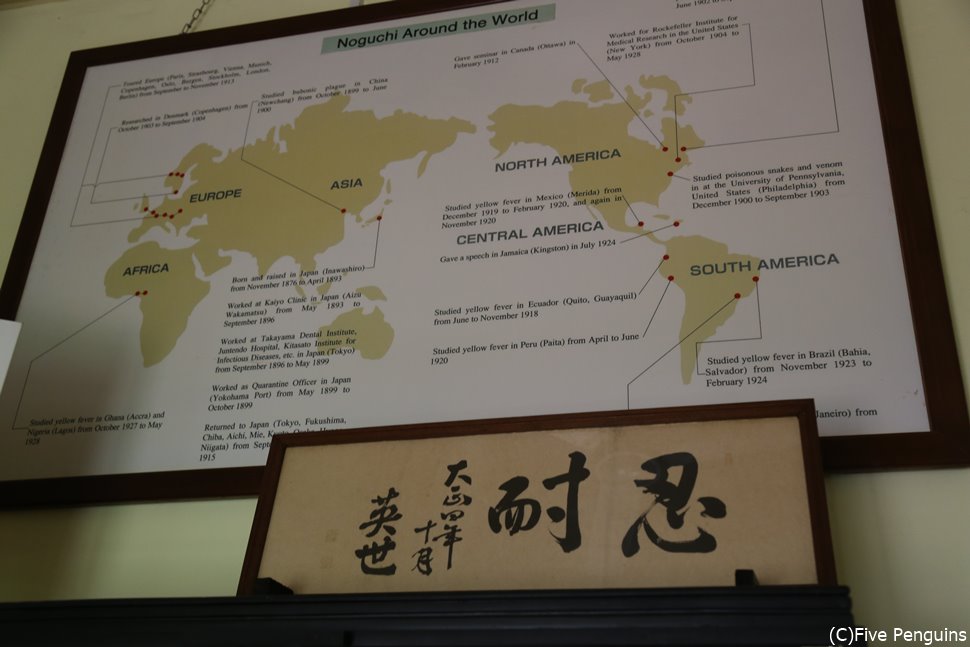 Noguchi Around the World
June 1902 to
Toured Europe (Paris, Strasbourg, Vienna, Munich,
Copenhagen, Oslo, Bergen, Stockholm, London,
Berlin) from September to November 1913
Researched in Denmark (Copenhagen) from
October 1903 to September 1904
Studied bubonic plague in China
(Newchang) from October 1899 to June
1900
Gave seminar in Canada (Ottawa) in
February 1912
Worked for Rockefeller Institute for
Medical Research in the United States
(New York) from October 1904 to
May 1928
EUROPE
ASIA
NORTH AMERICA
Studied poisonous snakes and venom
in at the University of Pennsylvania,
United States (Philadelphia) from
December 1900 to September 1903
Studied yellow fever in Mexico (Merida) from
December 1919 to February 1920, and again in
November 1920
CENTRAL AMERICA
Gave a speech in Jamaica (Kingston) in July 1924
AFRICA
SOUTH AMERICA
Born and raised in Japan (Inawashiro)
from November 1876 to April 1893
Worked at Kaiyo Clinic in Japan (Aizu
Wakamatsu) from May 1893 to
September 1896
Worked at Takayama Dental Institute,
Juntendo Hospital, Kitasato Institute for
Infectious Diseases, etc. in Japan (Tokyo)
from September 1896 to May 1899
Worked as Quarantine Officer in Japan
(Yokohama Port) from May 1899 to
October 1899
Returned to Japan (Tokyo, Fukushima,
Chiba, Aichi, Mie,
Niigata) from
1915
Studied yellow fever in Ecuador (Quito, Guayaquil)
from June to November 1918
Studied yellow fever in Peru (Paita) from April to June
1920
Studied yellow fever in Brazil (Bahia,
Salvador) from November 1923 to
February 1924
Janeiro) from
Studied yellow fever in Ghana (Accra) and
Nigeria (Lagos) from October 1927 to May
1928
忍耐
大正四年
十月
英世
(C)Five Penguins